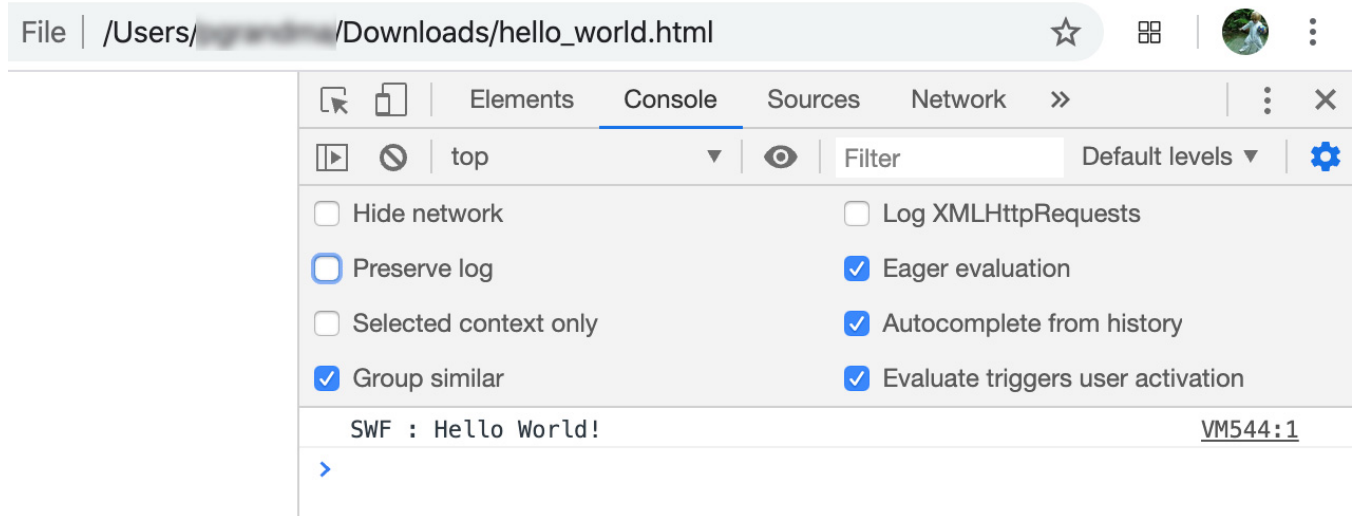 File /Users/ /Downloads/hello_world.html
Elements Console Sources Network
top Filter Default levels
Hide network Log XMLHttpRequests
Preserve log Eager evaluation
Selected context only Autocomplete from history
Group similar Evaluate triggers user activation
SWF : Hello World! VM544:1